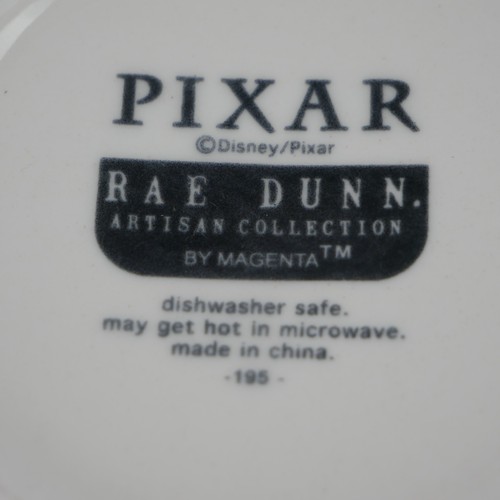 PIXAR
©Disney/Pixar
RAE DUNN.
ARTISAN COLLECTION
BY MAGENTA™
dishwasher safe.
may get hot in microwave.
made in china.
-195 -